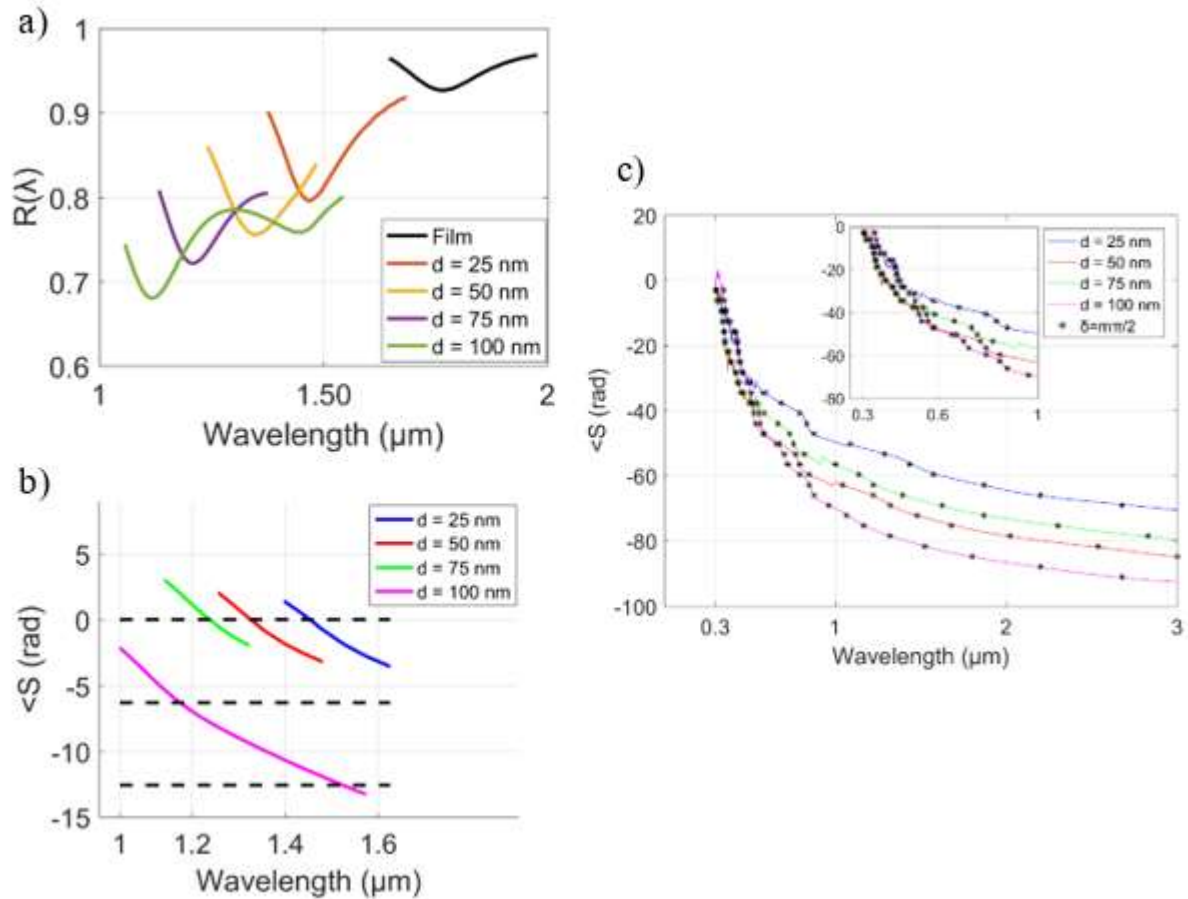 a)
1
0.9
0.8
0.7
0.6
R(λ)
1
1.50
2
Wavelength (μm)
Film
d = 25 nm
d = 50 nm
d = 75 nm
d = 100 nm
b)
5
0
-5
-10
-15
<S (rad)
1
1.2
1.4
1.6
Wavelength (μm)
d = 25 nm
d = 50 nm
d = 75 nm
d = 100 nm
c)
20
0
-20
-40
-60
-80
-100
<S (rad)
0.3
1
2
3
Wavelength (μm)
0
-20
-40
-60
-80
0.3
0.6
1
d = 25 nm
d = 50 nm
d = 75 nm
d = 100 nm
δ=mπ/2